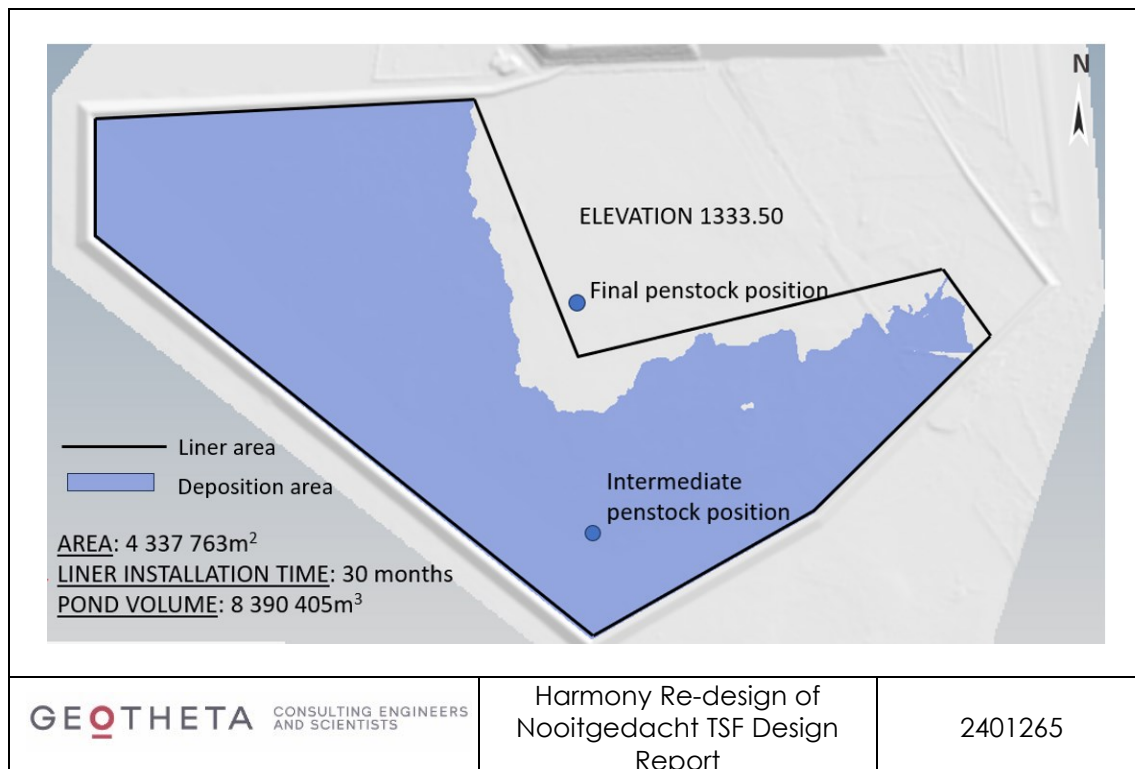 N
ELEVATION 1333.50
Final penstock position
Liner area
Deposition area
Intermediate
penstock position
AREA: 4 337 763m²
LINER INSTALLATION TIME: 30 months
POND VOLUME: 8 390 405m³
GEOTHETA CONSULTING ENGINEERS
AND SCIENTISTS
Harmony Re-design of
Nooitgedacht TSF Design
Report
2401265